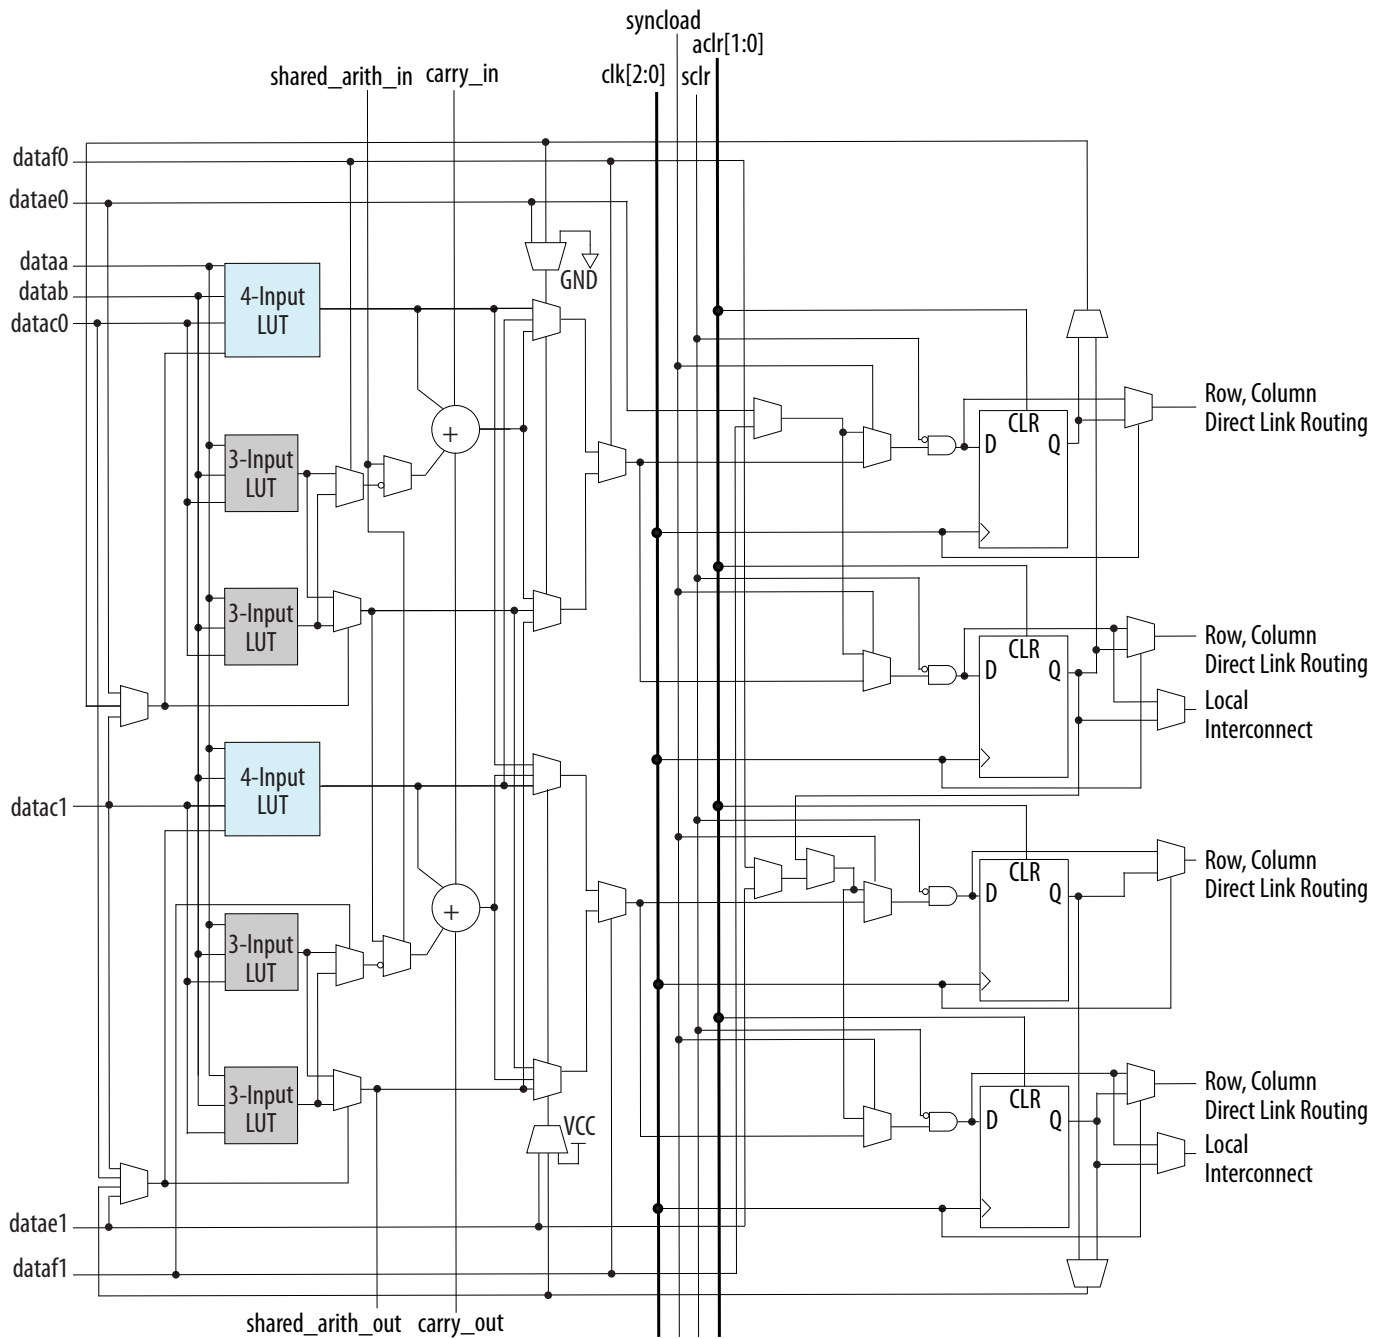 syncload
aclr[1:0]
shared_arith_in
carry_in
clk[2:0]
sclr
dataf0
datae0
dataa
datab
datac0
GND
4-Input
LUT
CLR
D
Q
Row, Column
Direct Link Routing
+
3-Input
LUT
3-Input
LUT
CLR
D
Q
Row, Column
Direct Link Routing
Local
Interconnect
4-Input
LUT
datac1
CLR
D
Q
Row, Column
Direct Link Routing
+
3-Input
LUT
3-Input
LUT
VCC
CLR
D
Q
Row, Column
Direct Link Routing
Local
Interconnect
datae1
dataf1
shared_arith_out
carry_out